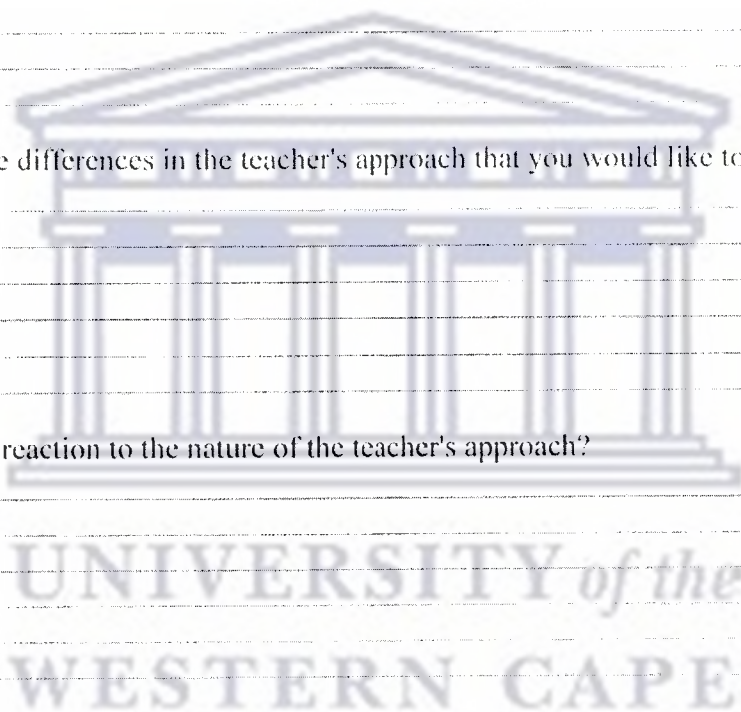 e differences in the teacher's approach that you would like to
reaction to the nature of the teacher's approach?
UNIVERSITY of the
WESTERN CAPE